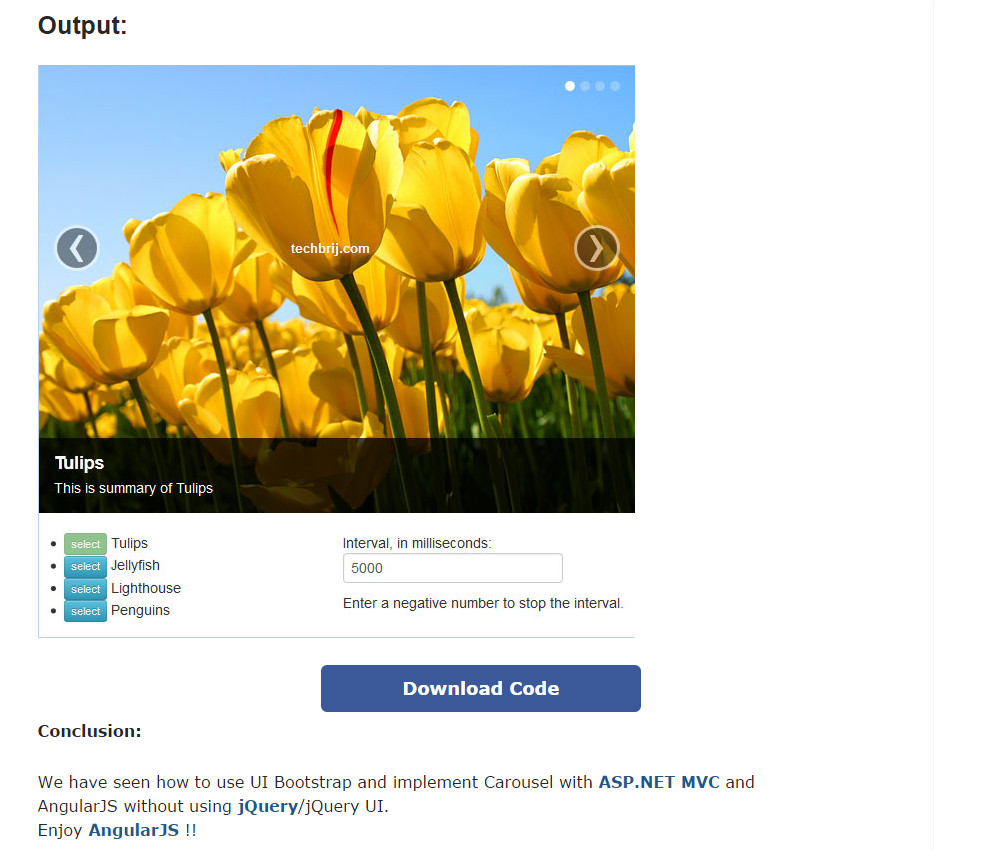 Output:
techbrij.com
Tulips
This is summary of Tulips
select Tulips
select Jellyfish
select Lighthouse
select Penguins
Interval, in milliseconds:
5000
Enter a negative number to stop the interval.
Download Code
Conclusion:
We have seen how to use UI Bootstrap and implement Carousel with ASP.NET MVC and
AngularJS without using jQuery/jQuery UI.
Enjoy AngularJS !!